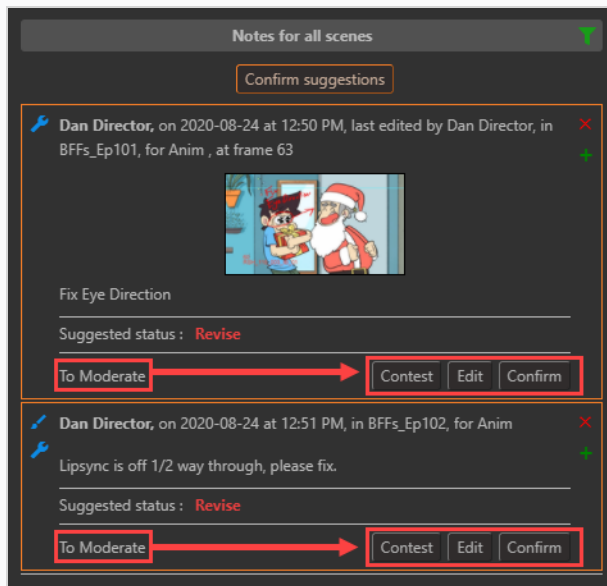 Notes for all scenes
Confirm suggestions
Dan Director, on 2020-08-24 at 12:50 PM, last edited by Dan Director, in
BFFs_Ep101, for Anim , at frame 63
Fix Eye Direction
Suggested status : Revise
To Moderate Contest Edit Confirm
Dan Director, on 2020-08-24 at 12:51 PM, in BFFs_Ep102, for Anim
Lipsync is off 1/2 way through, please fix.
Suggested status : Revise
To Moderate Contest Edit Confirm